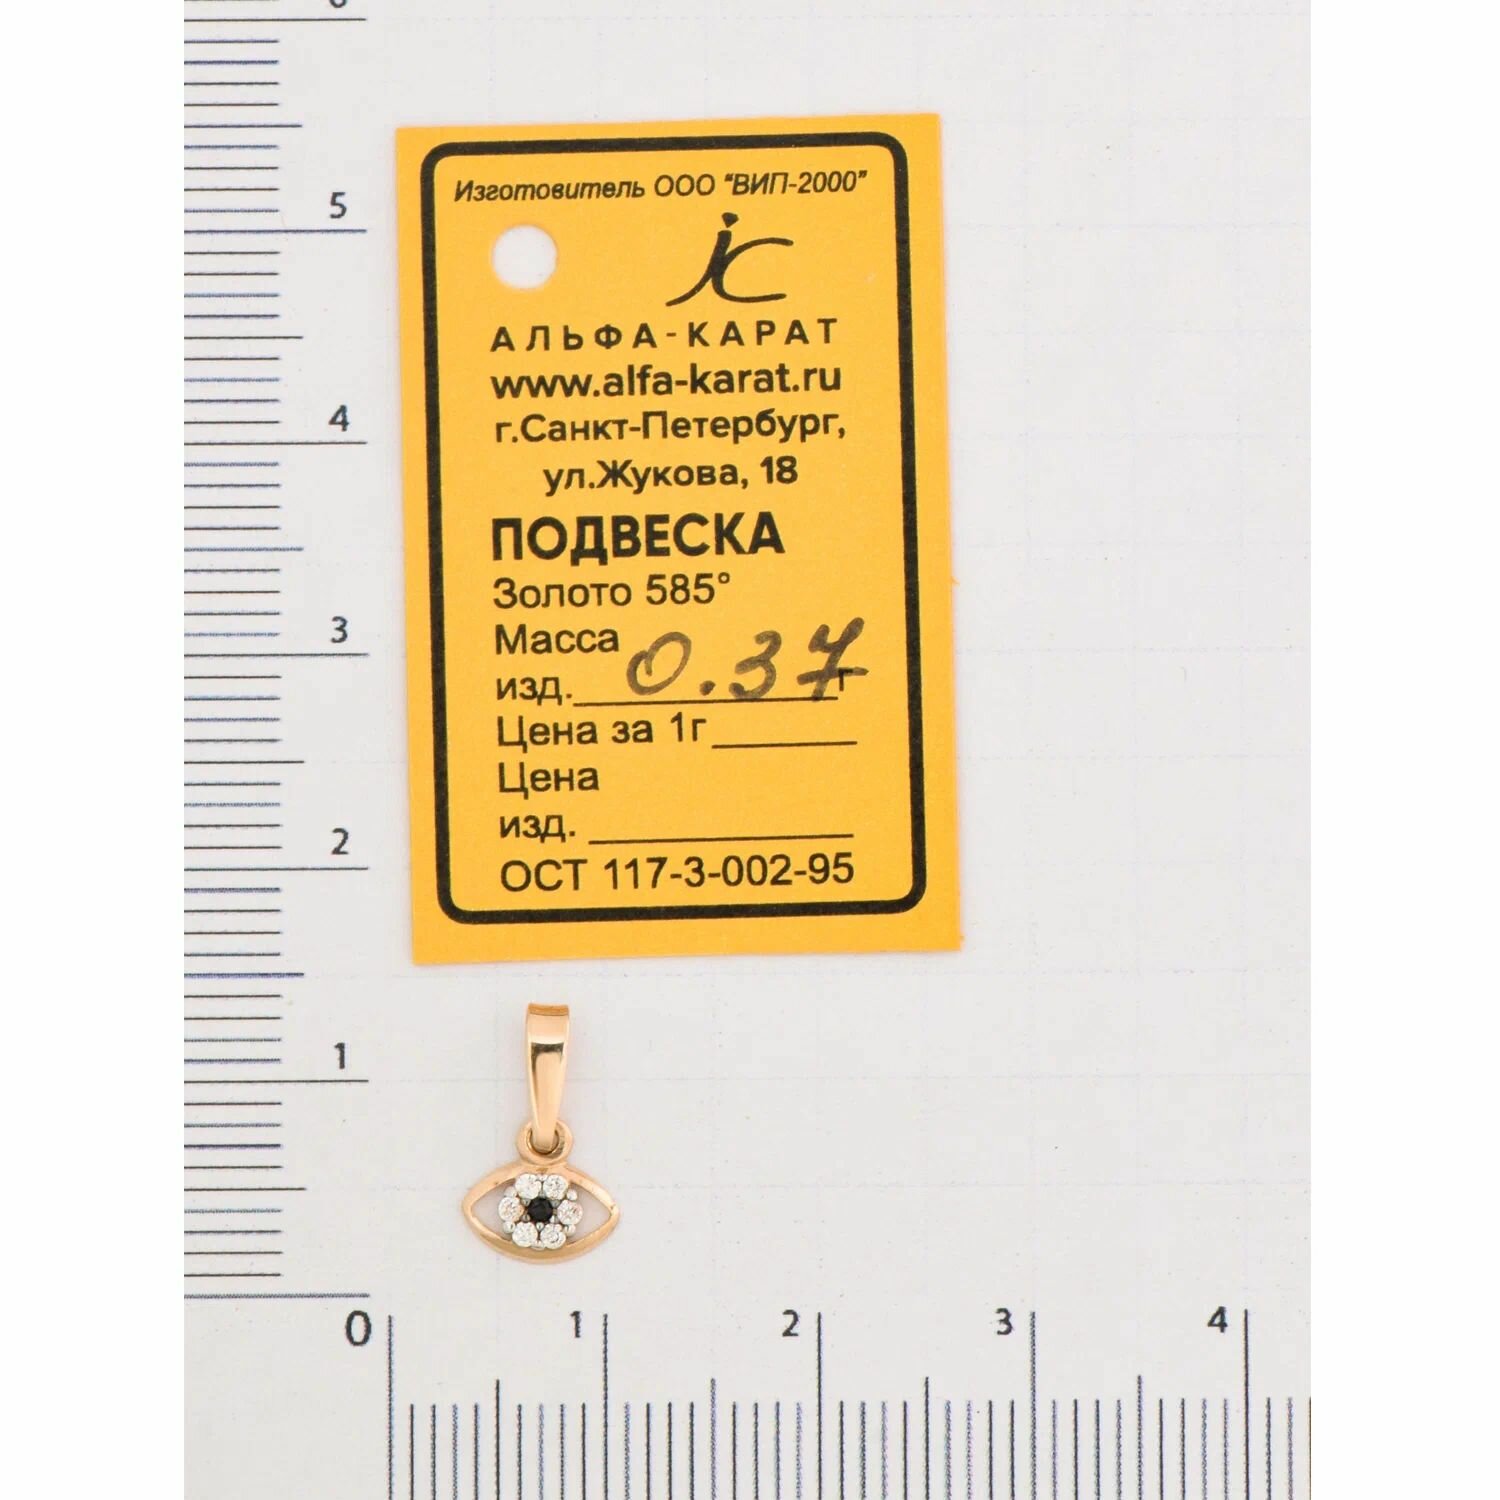 Изготовитель ООО "ВИП-2000"
jc
АЛЬФА-КАРАТ
www.alfa-karat.ru
г.Санкт-Петербург,
ул.Жукова, 18
ПОДВЕСКА
Золото 585°
Масса
изд. 0.37 г
Цена за 1г
Цена
изд.
ОСТ 117-3-002-95
6
5
4
3
2
1
0 1 2 3 4